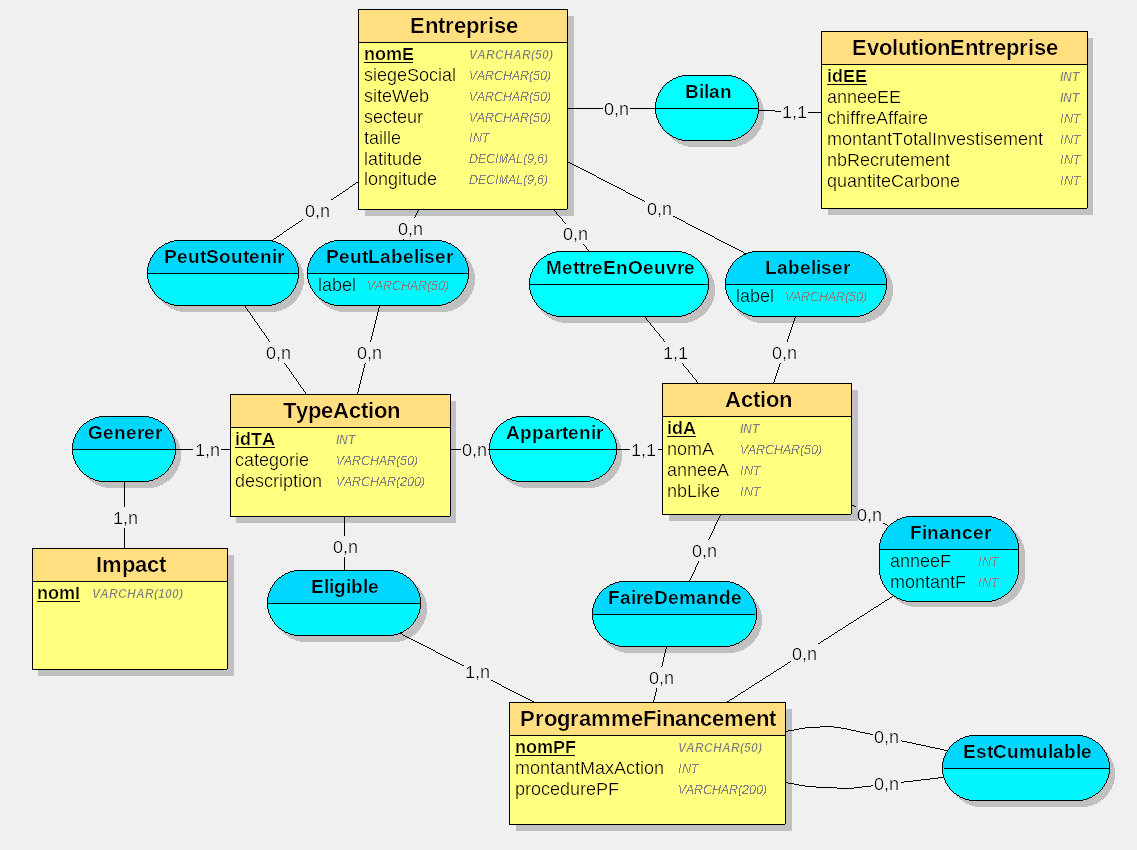 Entreprise
nomE VARCHAR(50)
siegeSocial VARCHAR(50)
siteWeb VARCHAR(50)
secteur VARCHAR(50)
taille INT
latitude DECIMAL(9,6)
longitude DECIMAL(9,6)
EvolutionEntreprise
idEE INT
anneeEE INT
chiffreAffaire INT
montantTotalInvestisement INT
nbRecrutement INT
quantiteCarbone INT
Bilan
0,n
1,1
0,n
0,n
0,n
0,n
PeutSoutenir
PeutLabeliser
label VARCHAR(50)
MettreEnOeuvre
Labeliser
label VARCHAR(50)
0,n
0,n
1,1
0,n
Generer
1,n
TypeAction
idTA INT
categorie VARCHAR(50)
description VARCHAR(200)
0,n
Appartenir
1,1
Action
idA INT
nomA VARCHAR(50)
anneeA INT
nbLike INT
1,n
0,n
0,n
0,n
Impact
nomI VARCHAR(100)
Eligible
FaireDemande
Financer
anneeF INT
montantF INT
1,n
0,n
0,n
ProgrammeFinancement
nomPF VARCHAR(50)
montantMaxAction INT
procedurePF VARCHAR(200)
0,n
0,n
EstCumulable